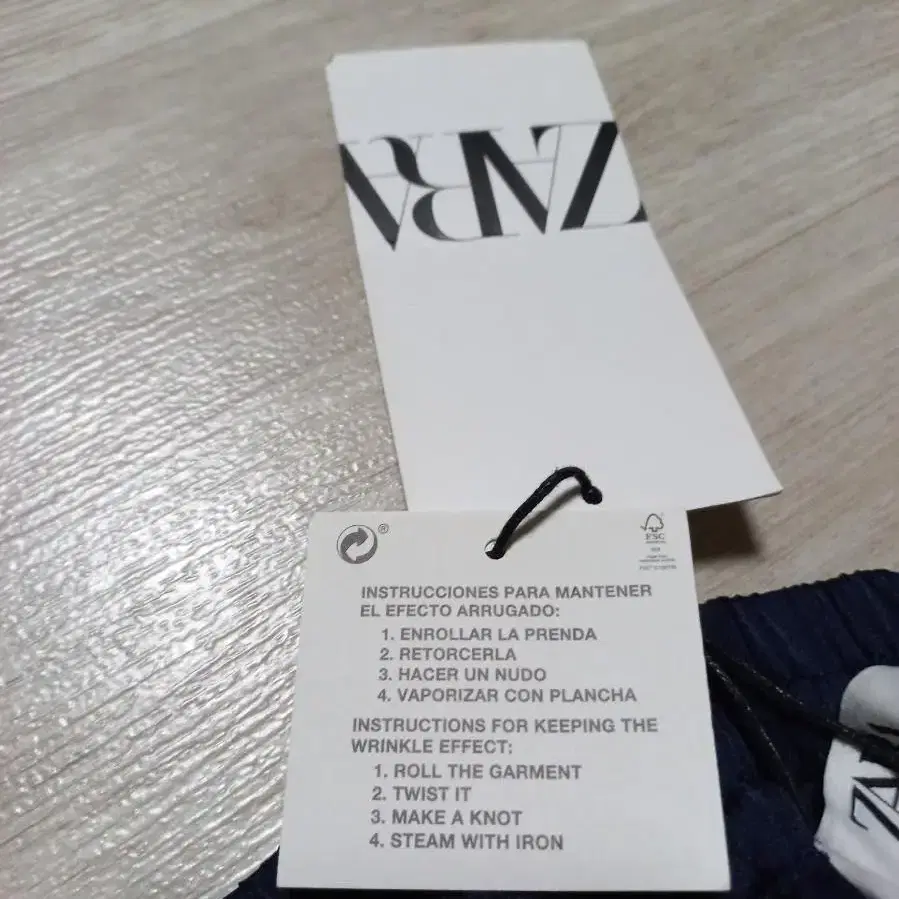 ZARA
®
FSC
INSTRUCCIONES PARA MANTENER
EL EFECTO ARRUGADO:
1. ENROLLAR LA PRENDA
2. RETORCERLA
3. HACER UN NUDO
4. VAPORIZAR CON PLANCHA
INSTRUCTIONS FOR KEEPING THE
WRINKLE EFFECT:
1. ROLL THE GARMENT
2. TWIST IT
3. MAKE A KNOT
4. STEAM WITH IRON